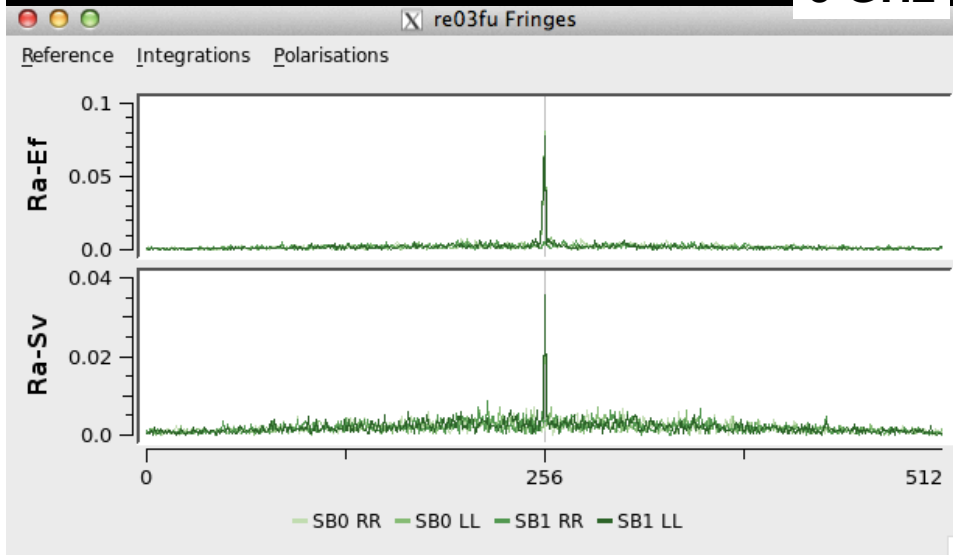 re03fu Fringes
Reference Integrations Polarisations
0.1
Ra-Ef
0.05
0.0
0.04
Ra-Sv
0.02
0.0
0 256 512
SB0 RR SB0 LL SB1 RR SB1 LL